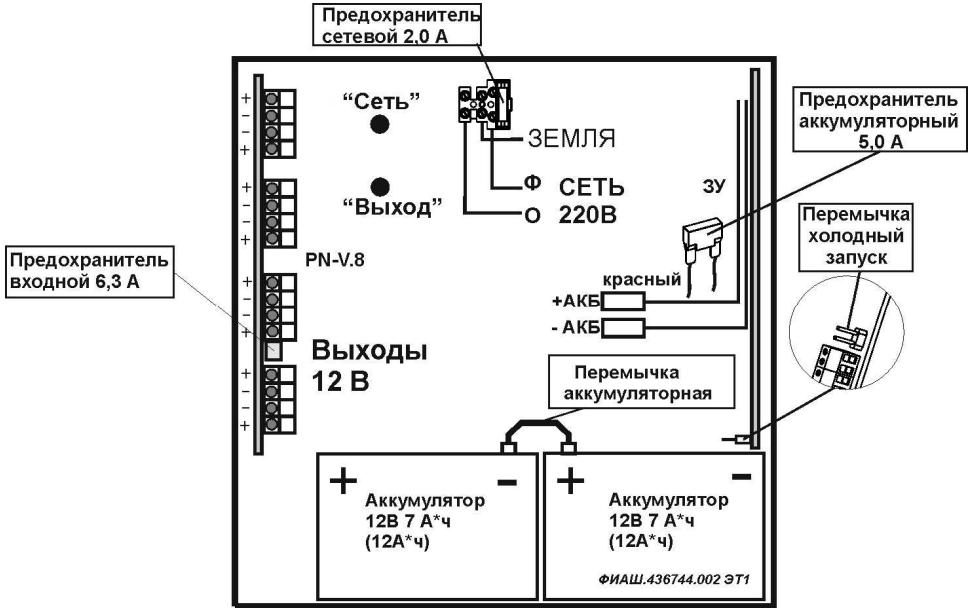 Предохранитель
сетевой 2,0 А
"Сеть"
ЗЕМЛЯ
Ф СЕТЬ
О 220В
"Выход"
ЗУ
Предохранитель
аккумуляторный
5,0 А
Перемычка
холодный
запуск
Предохранитель
входной 6,3 А
PN-V.8
красный
+АКБ
- АКБ
+
−
−
+
+
−
−
+
+
−
−
+
+
−
−
+
Выходы
12 В
Перемычка
аккумуляторная
+ −
Аккумулятор
12В 7 А*ч
(12А*ч)
+ −
Аккумулятор
12В 7 А*ч
(12А*ч)
ФИАШ.436744.002 ЭТ1